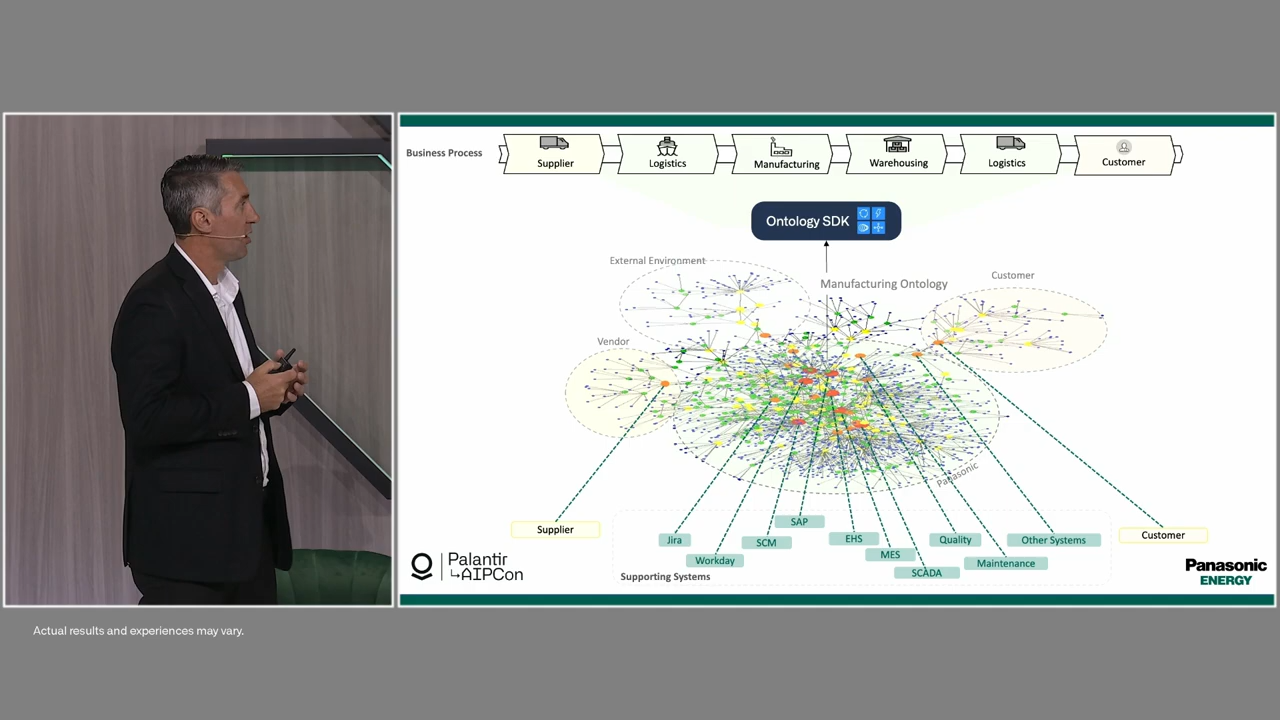 Business Process
Supplier
Logistics
Manufacturing
Warehousing
Logistics
Customer
Ontology SDK
External Environment
Manufacturing Ontology
Customer
Vendor
Panasonic
Supplier
Jira
Workday
SCM
SAP
EHS
MES
SCADA
Quality
Maintenance
Other Systems
Customer
Supporting Systems
Palantir
AIPCon
Panasonic
ENERGY
Actual results and experiences may vary.